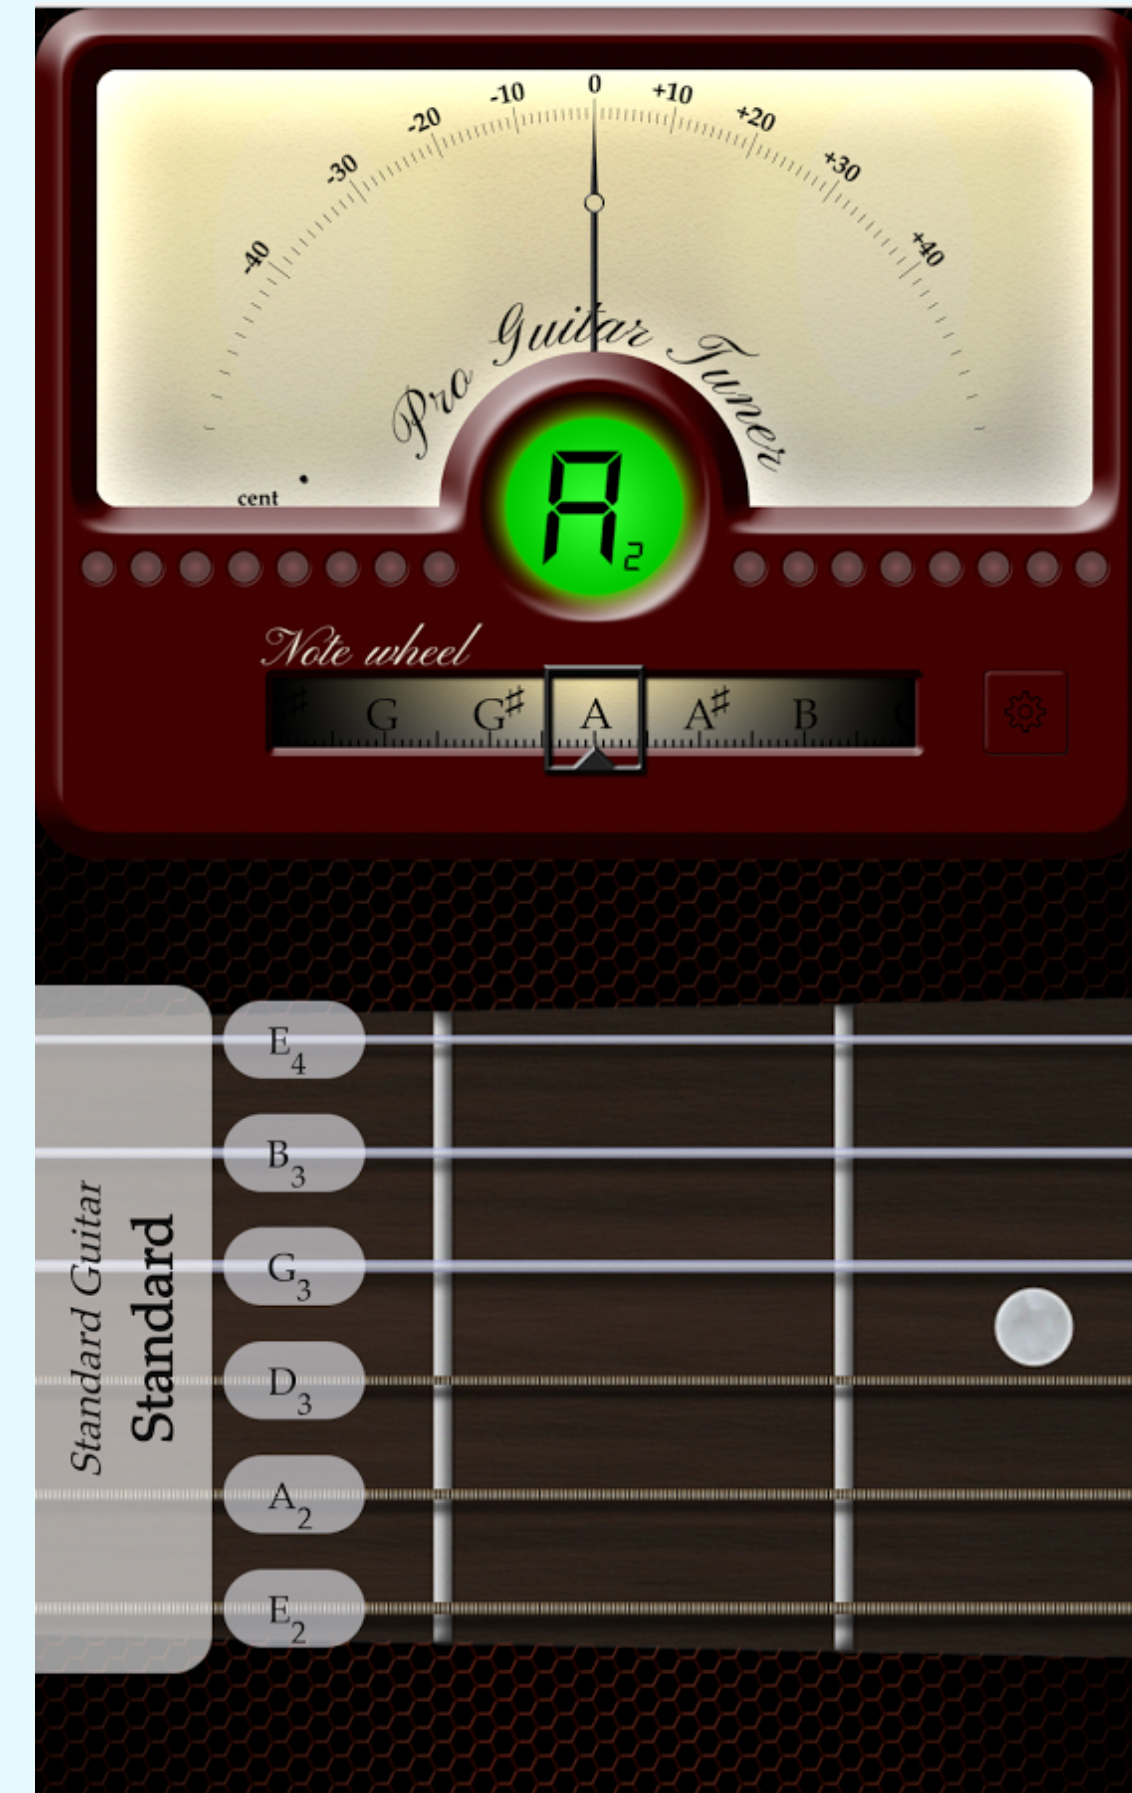 -40 -30 -20 -10 0 +10 +20 +30 +40
Pro Guitar Tuner
cent
A2
Note wheel
♯ G G♯ A A♯ B C
E4
B3
G3
D3
A2
E2
Standard Guitar
Standard